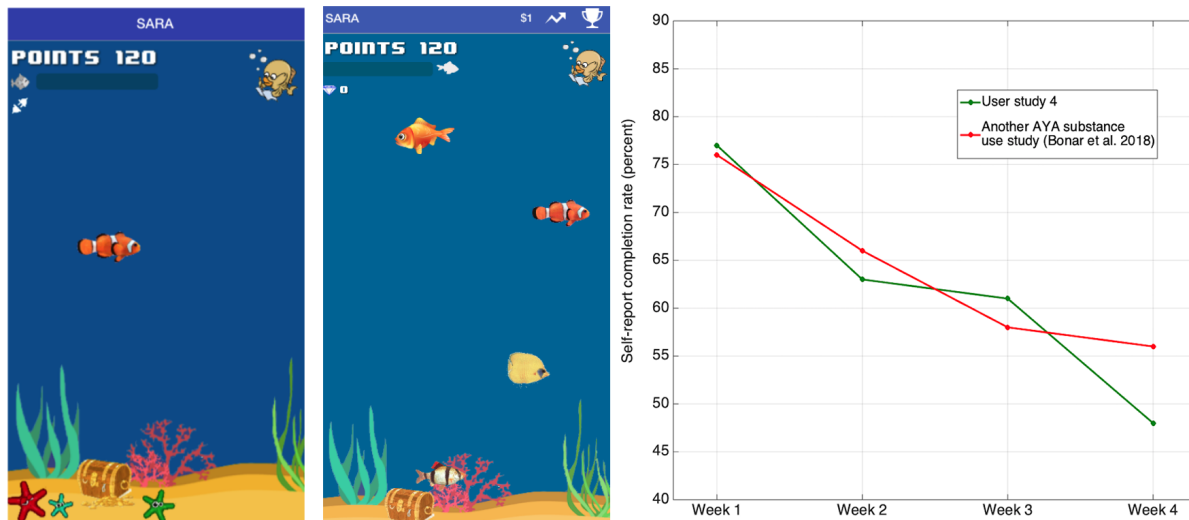 SARA
POINTS 120
SARA
$1
POINTS 120
0
90
85
80
75
70
65
60
55
50
45
40
Self-report completion rate (percent)
User study 4
Another AYA substance
use study (Bonar et al. 2018)
Week 1
Week 2
Week 3
Week 4